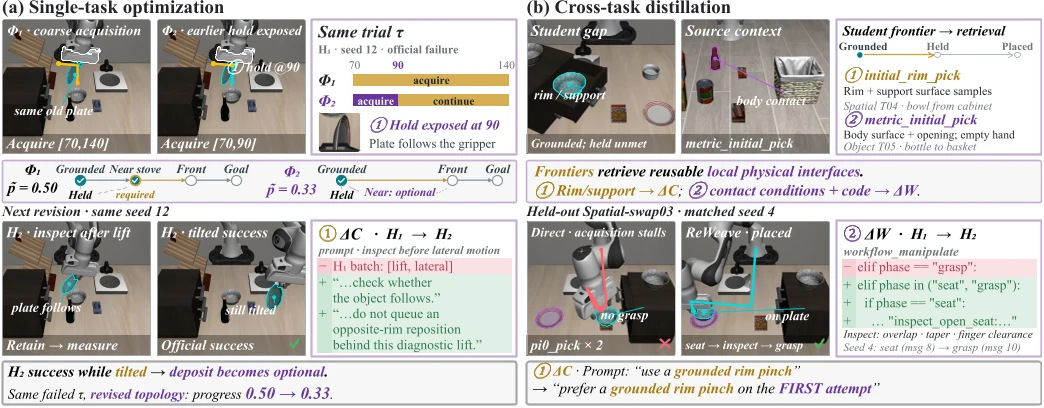 (a) Single-task optimization
Φ₁ · coarse acquisition
same old plate
Acquire [70,140]
Φ₂ · earlier hold exposed
① hold @90
Acquire [70,90]
Same trial τ
H₁ · seed 12 · official failure
70 90 140
Φ₁ acquire
Φ₂ acquire continue
① Hold exposed at 90
Plate follows the gripper
Φ₁ Grounded Near stove Front Goal
p̃ = 0.50 Held required
Φ₂ Grounded Front Goal
p̃ = 0.33 Held Near: optional
Next revision · same seed 12
H₂ · inspect after lift
plate follows
Retain → measure
H₂ · tilted success
still tilted
Official success ✓
① ΔC · H₁ → H₂
prompt · inspect before lateral motion
− H₁ batch: [lift, lateral]
+ “…check whether
the object follows.”
+ “…do not queue an
opposite-rim reposition
behind this diagnostic lift.”
H₂ success while tilted → deposit becomes optional.
Same failed τ, revised topology: progress 0.50 → 0.33.
(b) Cross-task distillation
Student gap
rim / support
Grounded; held unmet
Source context
body contact
metric_initial_pick
Student frontier → retrieval
Grounded Held Placed
① initial_rim_pick
Rim + support surface samples
Spatial T04 · bowl from cabinet
② metric_initial_pick
Body surface + opening; empty hand
Object T05 · bottle to basket
Frontiers retrieve reusable local physical interfaces.
① Rim/support → ΔC; ② contact conditions + code → ΔW.
Held-out Spatial-swap03 · matched seed 4
Direct · acquisition stalls
no grasp
pi0_pick × 2 ✕
ReWeave · placed
on plate
seat → inspect → grasp ✓
② ΔW · H₁ → H₂
workflow_manipulate
− elif phase == "grasp":
+ elif phase in ("seat", "grasp"):
+ if phase == "seat":
+ … "inspect_open_seat:…"
Inspect: overlap · taper · finger clearance
Seed 4: seat (msg 8) → grasp (msg 10)
① ΔC · Prompt: “use a grounded rim pinch”
→ “prefer a grounded rim pinch on the FIRST attempt”